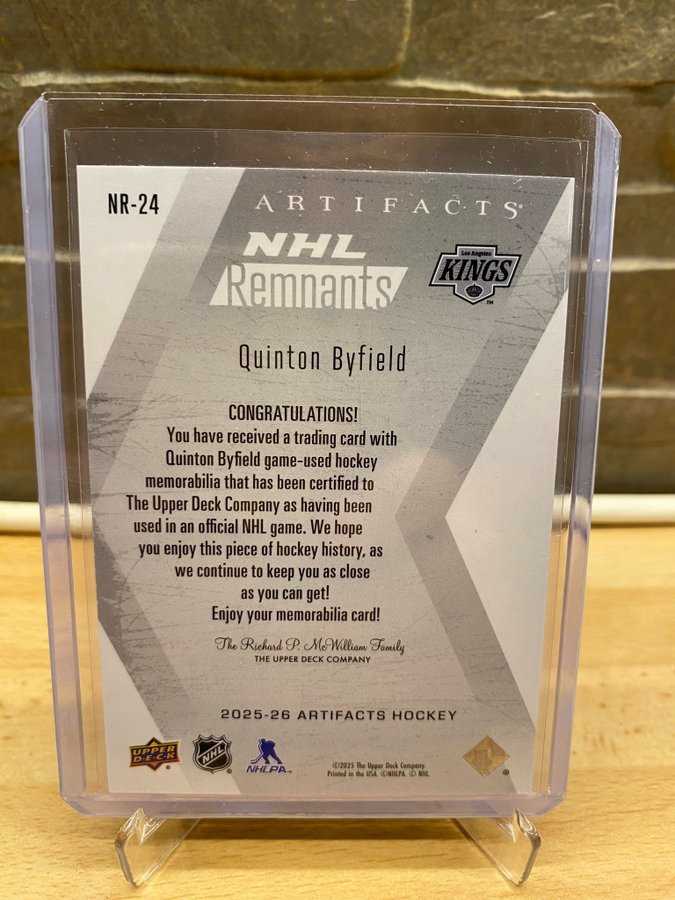 NR-24
ARTIFACTS
NHL
Remnants
Los Angeles
KINGS
TM
Quinton Byfield
CONGRATULATIONS!
You have received a trading card with
Quinton Byfield game-used hockey
memorabilia that has been certified to
The Upper Deck Company as having been
used in an official NHL game. We hope
you enjoy this piece of hockey history, as
we continue to keep you as close
as you can get!
Enjoy your memorabilia card!
The Richard P. McWilliam Family
THE UPPER DECK COMPANY
2025-26 ARTIFACTS HOCKEY
UPPER
D·E·C·K
NHL
NHLPA
©2025 The Upper Deck Company.
Printed in the USA. ©NHLPA. © NHL.